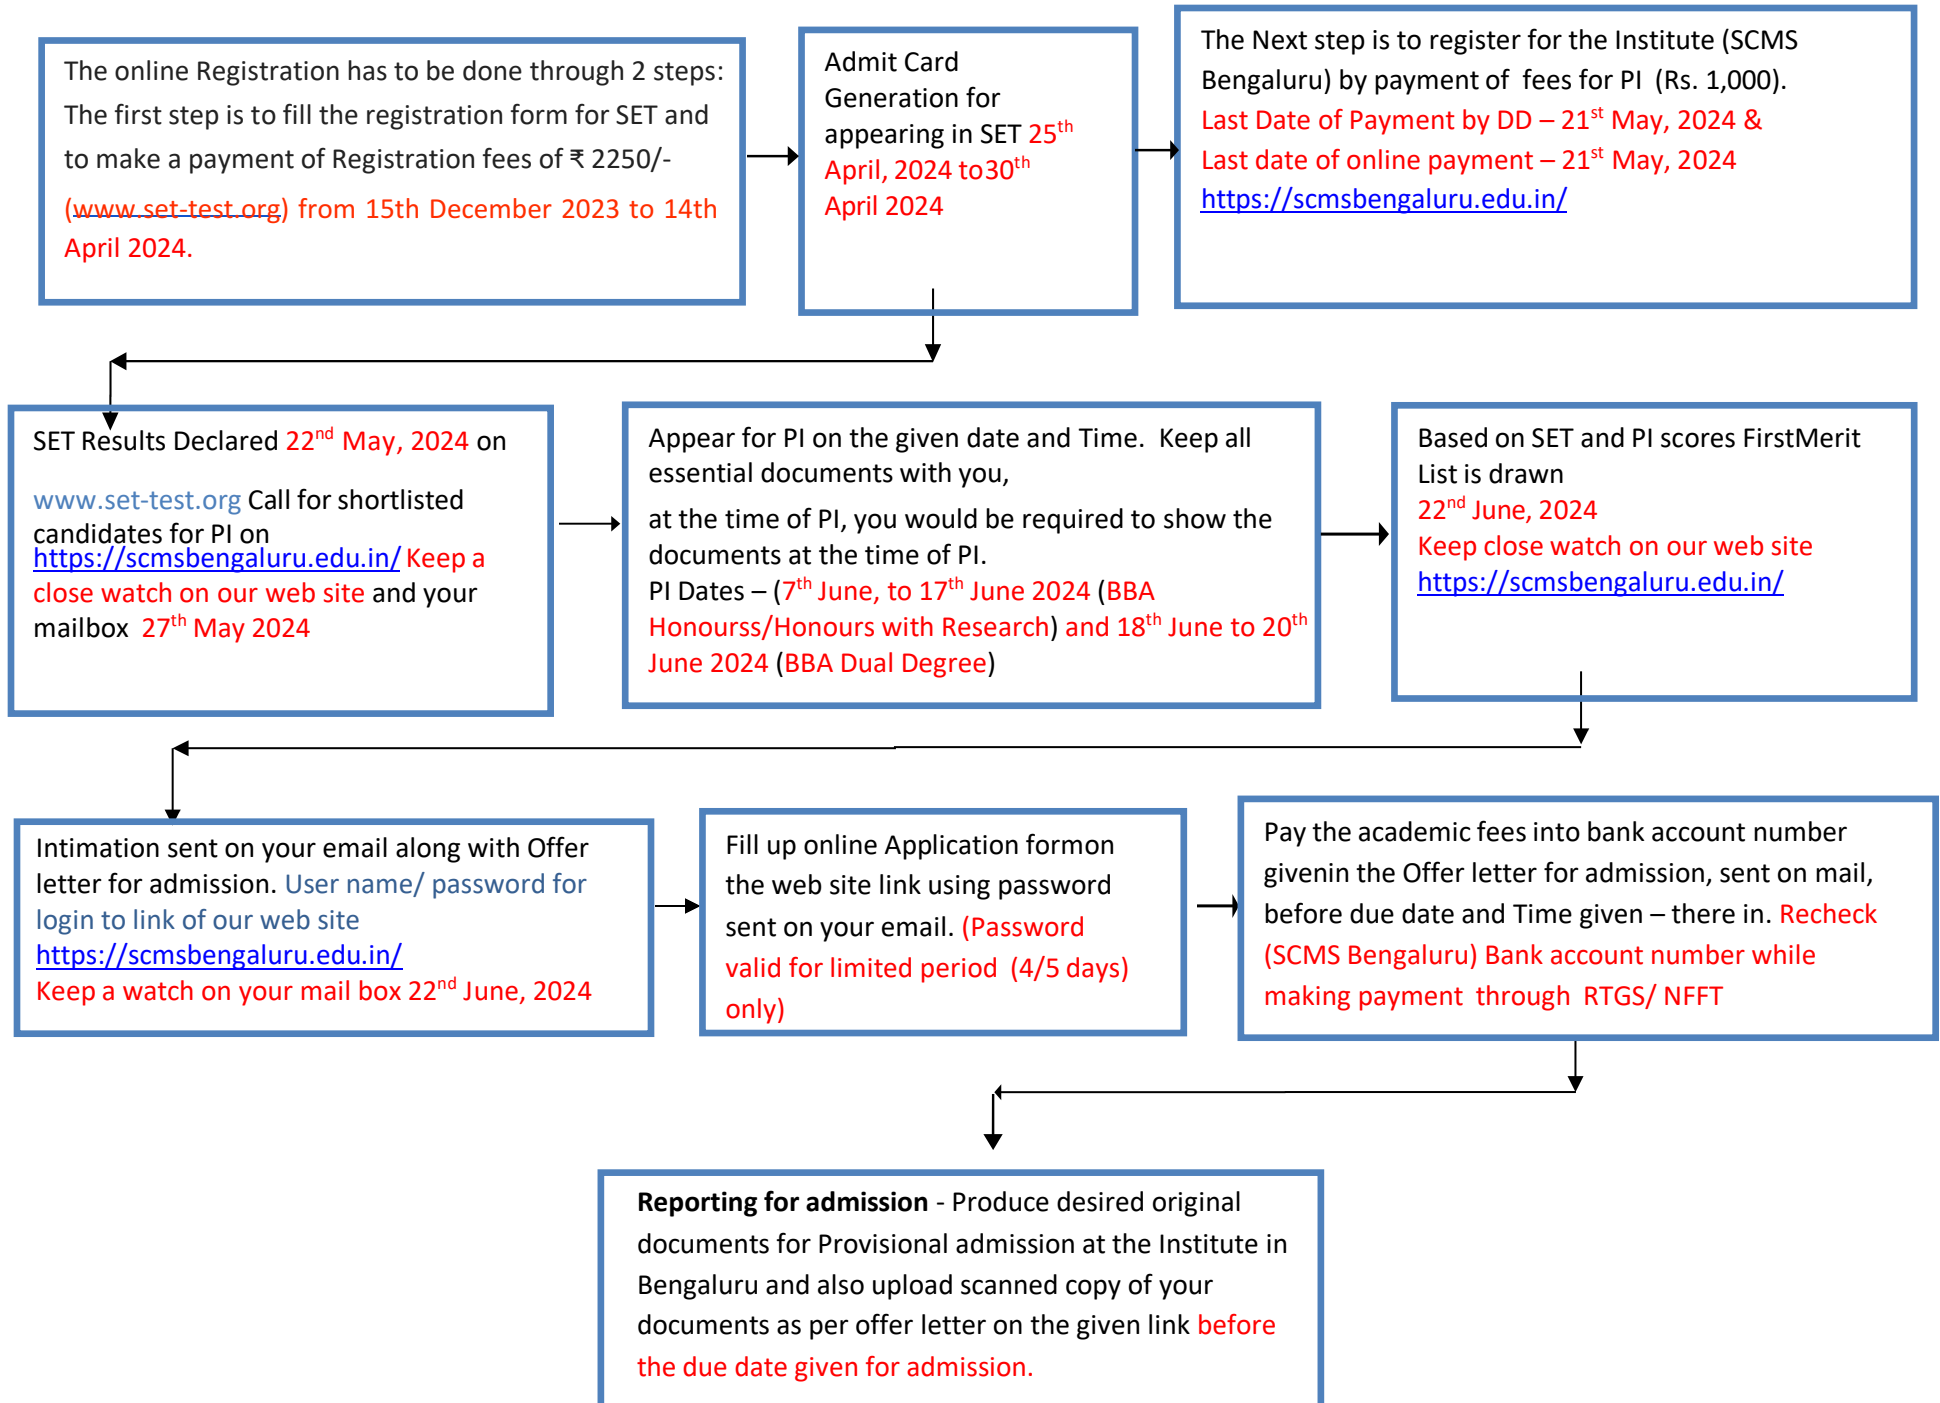 The online Registration has to be done through 2 steps:
The first step is to fill the registration form for SET and
to make a payment of Registration fees of ₹ 2250/-
(www.set-test.org) from 15th December 2023 to 14th
April 2024.
Admit Card
Generation for
appearing in SET 25th
April, 2024 to30th
April 2024
The Next step is to register for the Institute (SCMS
Bengaluru) by payment of fees for PI (Rs. 1,000).
Last Date of Payment by DD – 21st May, 2024 &
Last date of online payment – 21st May, 2024
https://scmsbengaluru.edu.in/
SET Results Declared 22nd May, 2024 on
www.set-test.org Call for shortlisted
candidates for PI on
https://scmsbengaluru.edu.in/ Keep a
close watch on our web site and your
mailbox 27th May 2024
Appear for PI on the given date and Time. Keep all
essential documents with you,
at the time of PI, you would be required to show the
documents at the time of PI.
PI Dates – (7th June, to 17th June 2024 (BBA
Honourss/Honours with Research) and 18th June to 20th
June 2024 (BBA Dual Degree)
Based on SET and PI scores FirstMerit
List is drawn
22nd June, 2024
Keep close watch on our web site
https://scmsbengaluru.edu.in/
Intimation sent on your email along with Offer
letter for admission. User name/ password for
login to link of our web site
https://scmsbengaluru.edu.in/
Keep a watch on your mail box 22nd June, 2024
Fill up online Application formon
the web site link using password
sent on your email. (Password
valid for limited period (4/5 days)
only)
Pay the academic fees into bank account number
givenin the Offer letter for admission, sent on mail,
before due date and Time given – there in. Recheck
(SCMS Bengaluru) Bank account number while
making payment through RTGS/ NFFT
Reporting for admission - Produce desired original
documents for Provisional admission at the Institute in
Bengaluru and also upload scanned copy of your
documents as per offer letter on the given link before
the due date given for admission.